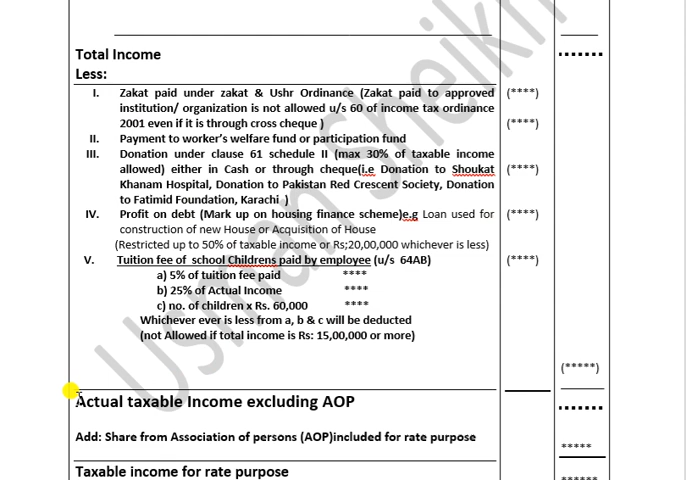 Total Income
.......
Less:
I. Zakat paid under zakat & Ushr Ordinance (Zakat paid to approved (****)
institution/ organization is not allowed u/s 60 of income tax ordinance
2001 even if it is through cross cheque ) (****)
II. Payment to worker's welfare fund or participation fund
III. Donation under clause 61 schedule II (max 30% of taxable income
allowed) either in Cash or through cheque(i.e Donation to Shoukat (****)
Khanam Hospital, Donation to Pakistan Red Crescent Society, Donation
to Fatimid Foundation, Karachi )
IV. Profit on debt (Mark up on housing finance scheme)e.g Loan used for (****)
construction of new House or Acquisition of House
(Restricted up to 50% of taxable income or Rs;20,00,000 whichever is less)
V. Tuition fee of school Childrens paid by employee (u/s 64AB) (****)
a) 5% of tuition fee paid ****
b) 25% of Actual Income ****
c) no. of children x Rs. 60,000 ****
Whichever ever is less from a, b & c will be deducted
(not Allowed if total income is Rs: 15,00,000 or more)
(*****)
Actual taxable Income excluding AOP
.......
Add: Share from Association of persons (AOP)included for rate purpose
*****
Taxable income for rate purpose
******
Usman Sheikh